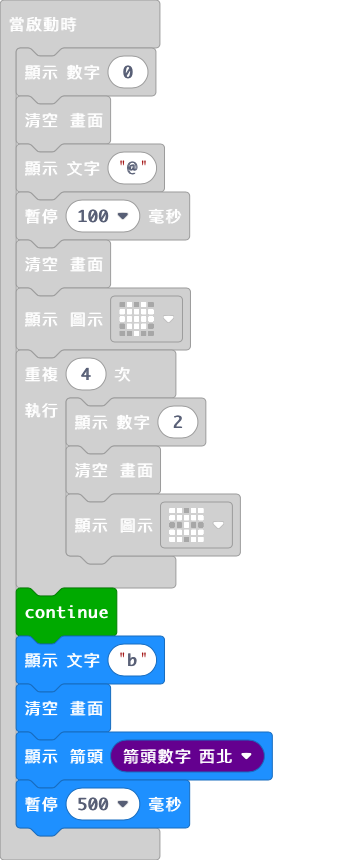 當啟動時
顯示 數字 0
清空 畫面
顯示 文字 "@"
暫停 100 毫秒
清空 畫面
顯示 圖示
重複 4 次
執行
顯示 數字 2
清空 畫面
顯示 圖示
continue
顯示 文字 "b"
清空 畫面
顯示 箭頭 箭頭數字 西北
暫停 500 毫秒